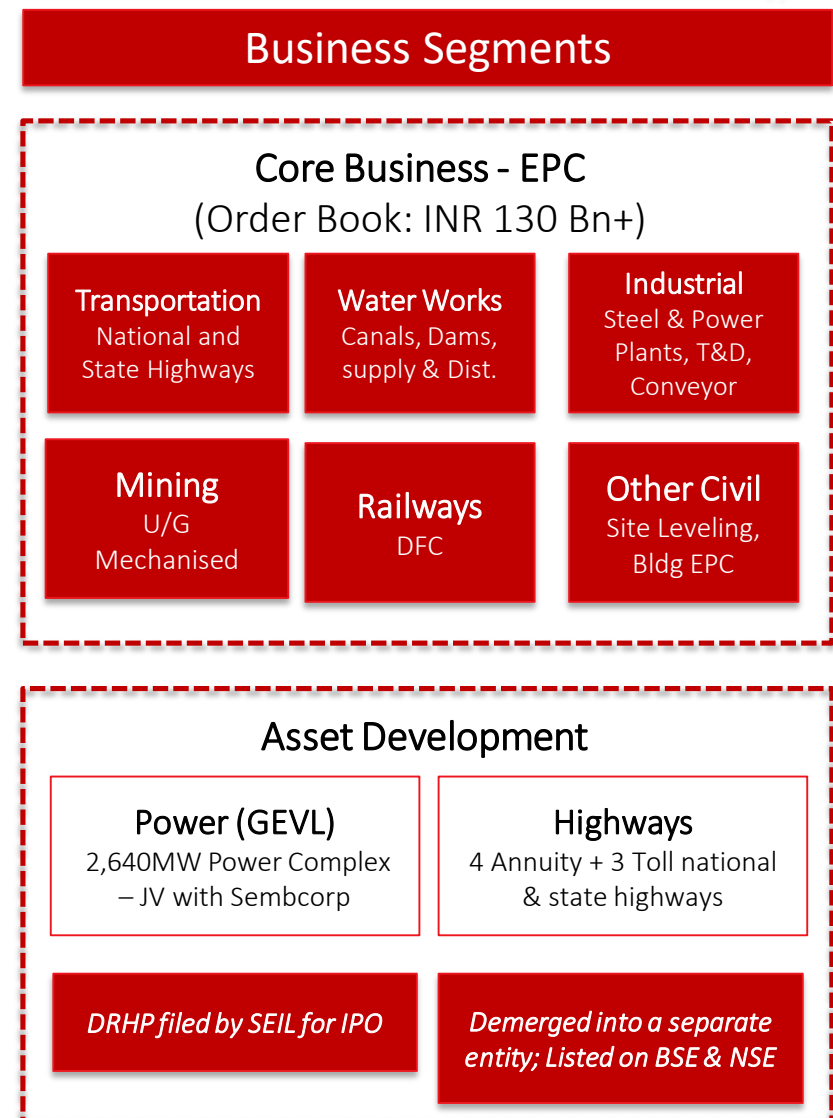 Business Segments
Core Business - EPC
(Order Book: INR 130 Bn+)
Transportation
National and
State Highways
Water Works
Canals, Dams,
supply & Dist.
Industrial
Steel & Power
Plants, T&D,
Conveyor
Mining
U/G
Mechanised
Railways
DFC
Other Civil
Site Leveling,
Bldg EPC
Asset Development
Power (GEVL)
2,640MW Power Complex
– JV with Sembcorp
Highways
4 Annuity + 3 Toll national
& state highways
DRHP filed by SEIL for IPO
Demerged into a separate
entity; Listed on BSE & NSE